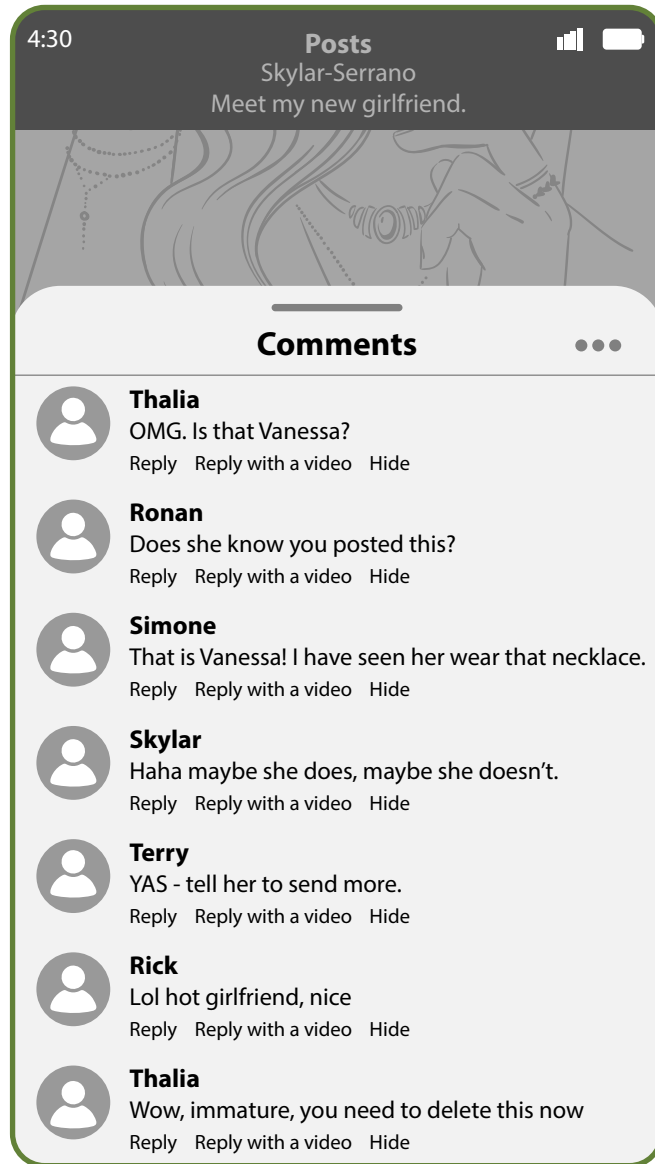 4:30
Posts
Skylar-Serrano
Meet my new girlfriend.
Comments
Thalia
OMG. Is that Vanessa?
Reply Reply with a video Hide
Ronan
Does she know you posted this?
Reply Reply with a video Hide
Simone
That is Vanessa! I have seen her wear that necklace.
Reply Reply with a video Hide
Skylar
Haha maybe she does, maybe she doesn’t.
Reply Reply with a video Hide
Terry
YAS - tell her to send more.
Reply Reply with a video Hide
Rick
Lol hot girlfriend, nice
Reply Reply with a video Hide
Thalia
Wow, immature, you need to delete this now
Reply Reply with a video Hide